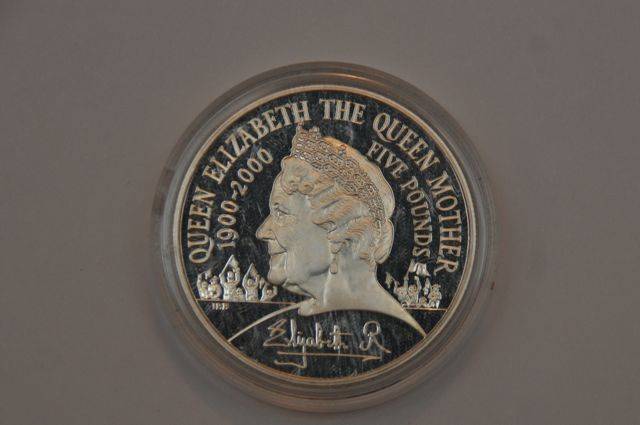 QUEEN ELIZABETH THE QUEEN MOTHER
1900-2000
FIVE POUNDS
Elizabeth R